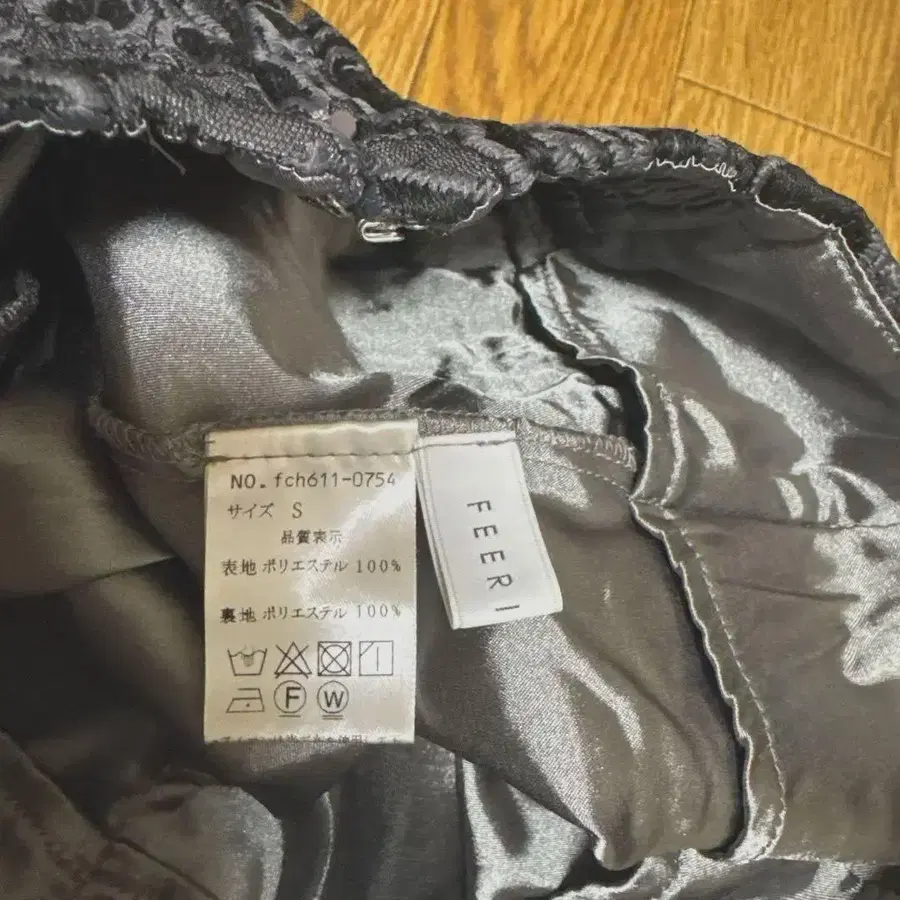 NO. fch611-0754
サイズ S
品質表示
表地 ポリエステル 100%
裏地 ポリエステル 100%
F W
FEER